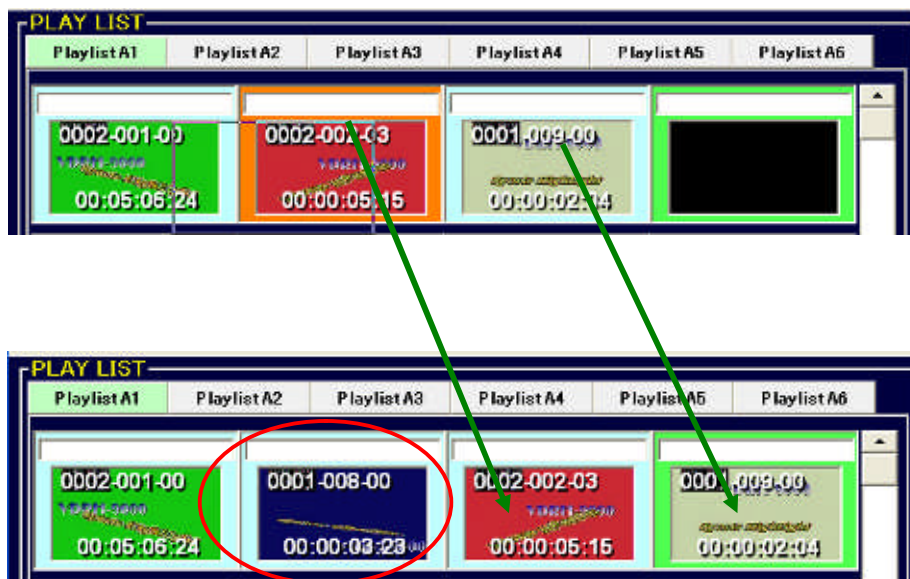 PLAY LIST
Playlist A1 Playlist A2 Playlist A3 Playlist A4 Playlist A5 Playlist A6
0002-001-00 0002-002-03 0001-009-00
00:05:06:24 00:00:05:15 00:00:02:04
PLAY LIST
Playlist A1 Playlist A2 Playlist A3 Playlist A4 Playlist A5 Playlist A6
0002-001-00 0001-008-00 0002-002-03 0001-009-00
00:05:06:24 00:00:03:23 00:00:05:15 00:00:02:04